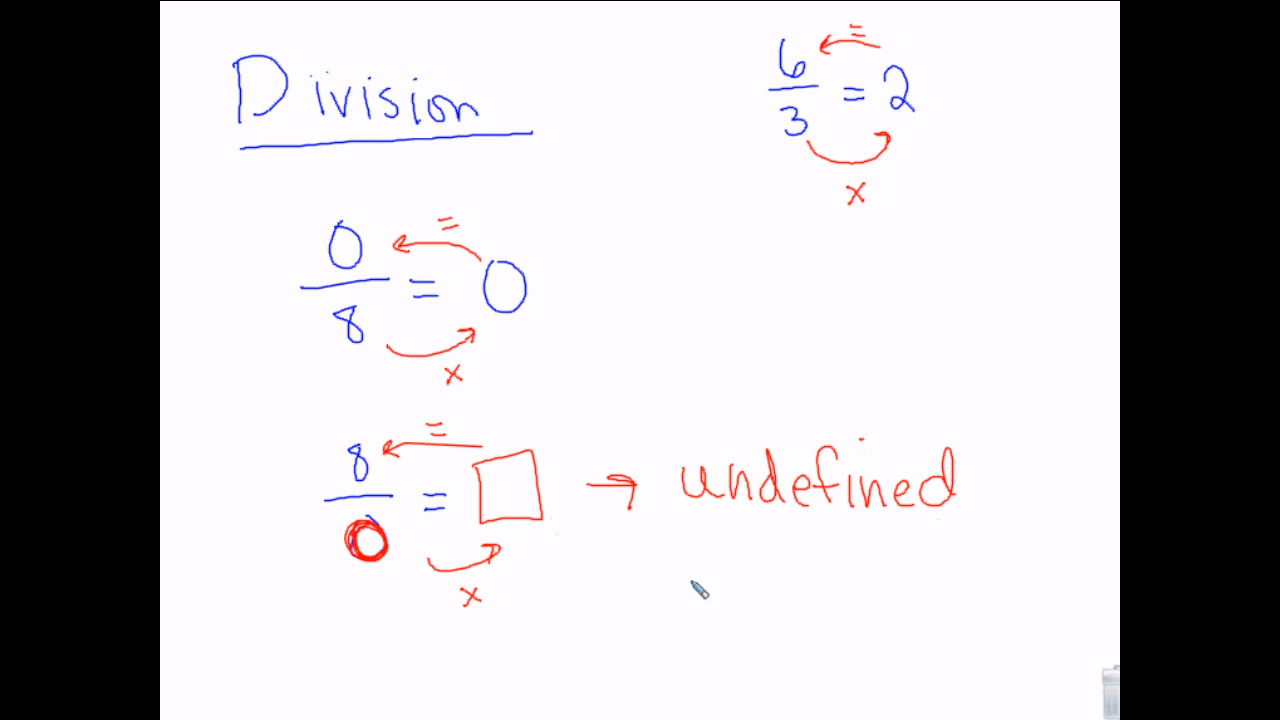 Division
=
6
3
= 2
x
=
0
8
= 0
x
=
8
0
= □ → undefined
x